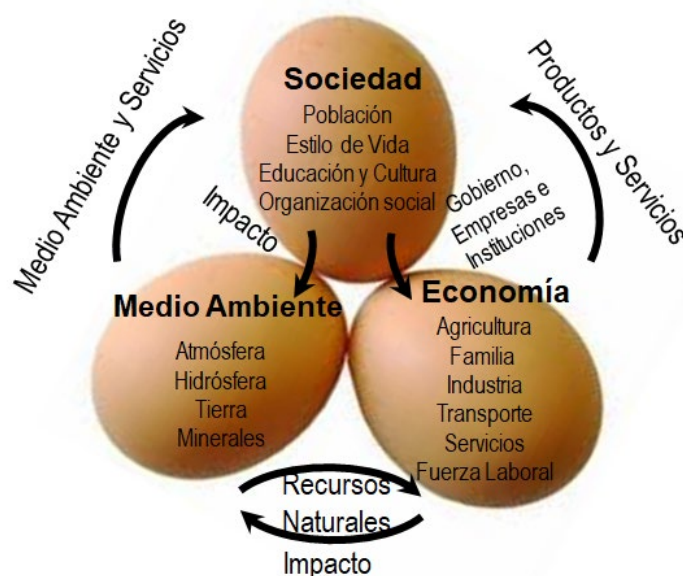 Medio Ambiente y Servicios
Productos y Servicios
Sociedad
Población
Estilo de Vida
Educación y Cultura
Organización social
Impacto
Gobierno,
Empresas e
Instituciones
Medio Ambiente
Atmósfera
Hidrósfera
Tierra
Minerales
Economía
Agricultura
Familia
Industria
Transporte
Servicios
Fuerza Laboral
Recursos
Naturales
Impacto